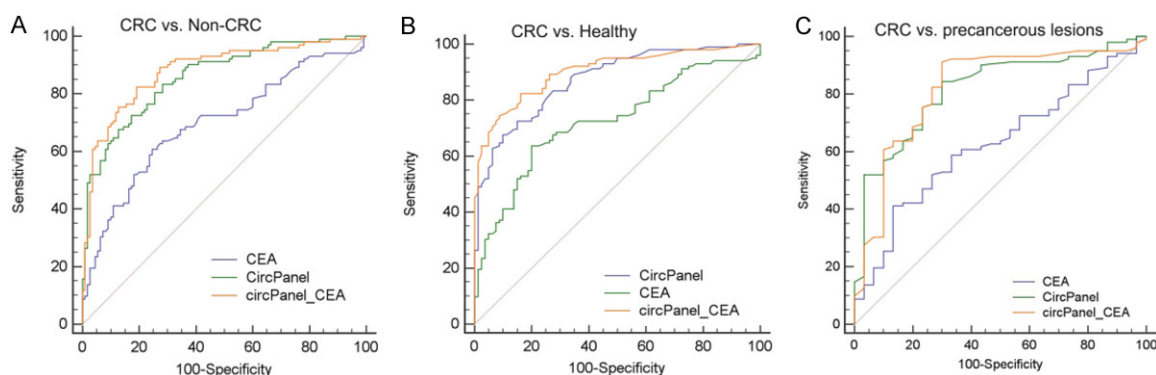 A
CRC vs. Non-CRC
100
80
60
40
20
0
Sensitivity
CEA
CircPanel
circPanel_CEA
0 20 40 60 80 100
100-Specificity
B
CRC vs. Healthy
100
80
60
40
20
0
Sensitivity
CircPanel
CEA
circPanel_CEA
0 20 40 60 80 100
100-Specificity
C
CRC vs. precancerous lesions
100
80
60
40
20
0
Sensitivity
CEA
CircPanel
circPanel_CEA
0 20 40 60 80 100
100-Specificity